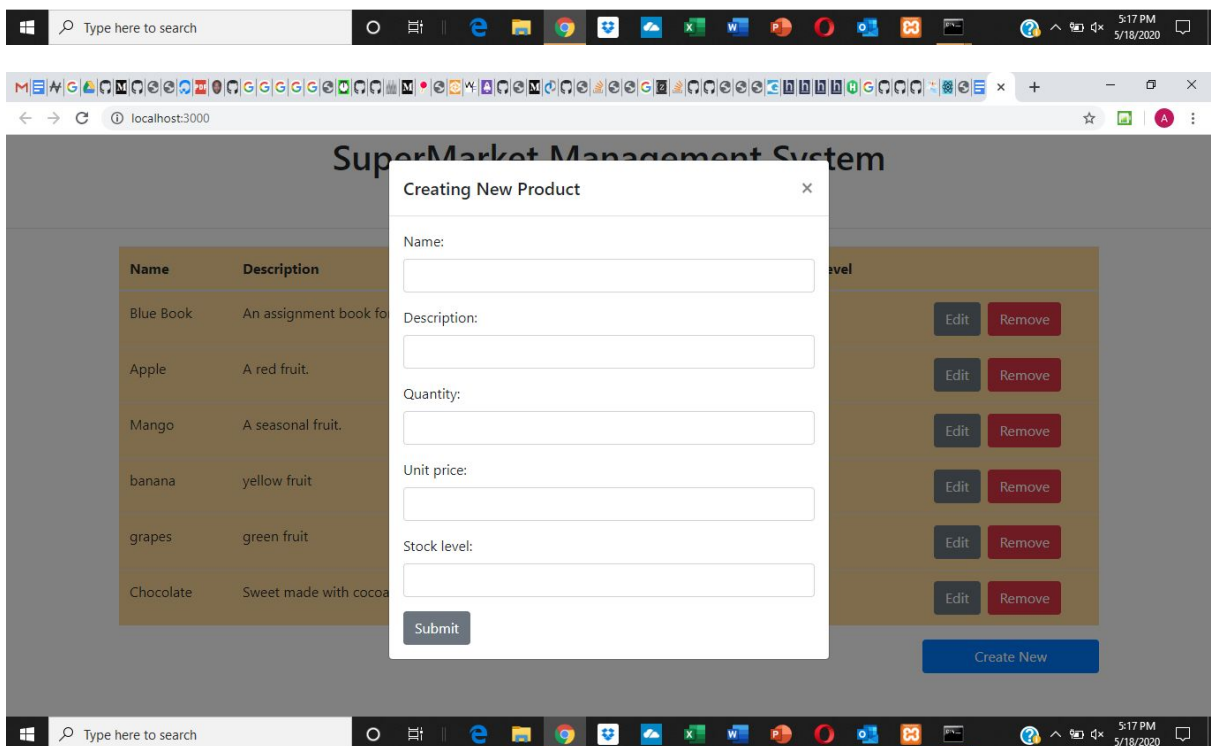 Type here to search
5:17 PM
5/18/2020
localhost:3000
A
SuperMarket Management System
Creating New Product
×
Name:
Name Description evel
Blue Book An assignment book fo Edit Remove
Description:
Apple A red fruit. Edit Remove
Quantity:
Mango A seasonal fruit. Edit Remove
Unit price:
banana yellow fruit Edit Remove
grapes green fruit Edit Remove
Stock level:
Chocolate Sweet made with cocoa Edit Remove
Submit
Create New
Type here to search
5:17 PM
5/18/2020